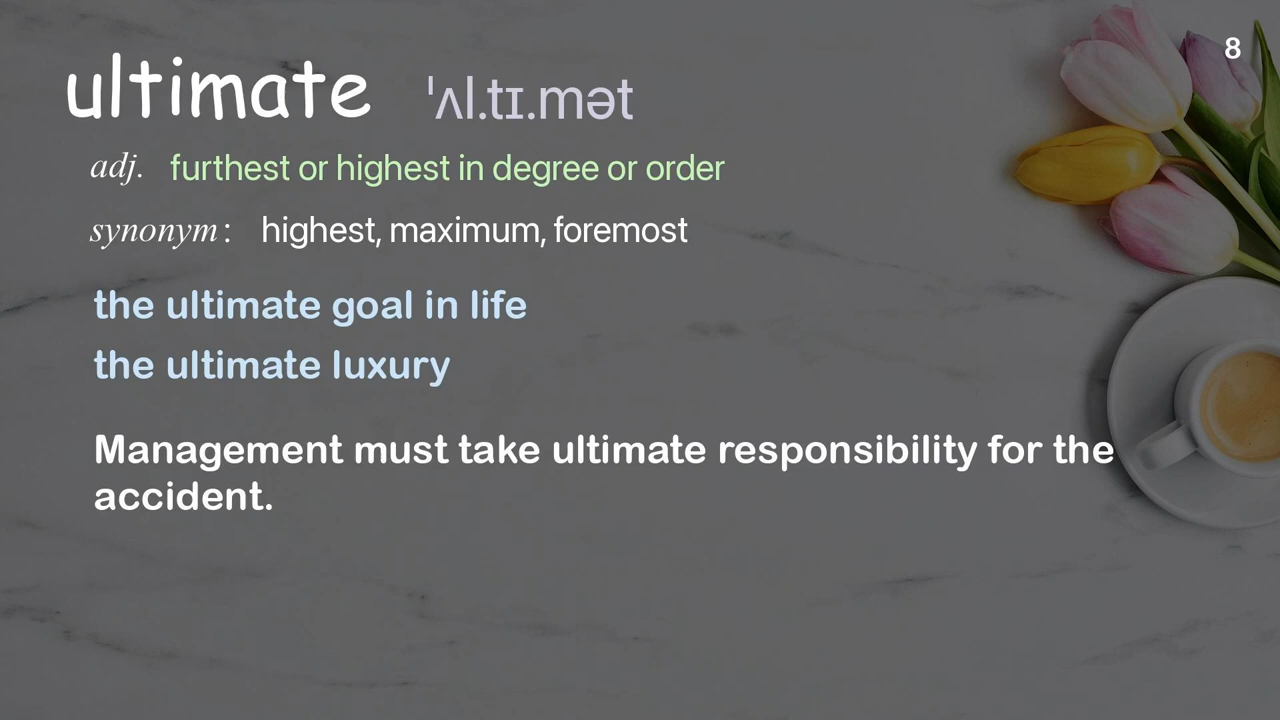 8
ultimate ˈʌl.tɪ.mət
adj. furthest or highest in degree or order
synonym: highest, maximum, foremost
the ultimate goal in life
the ultimate luxury
Management must take ultimate responsibility for the
accident.